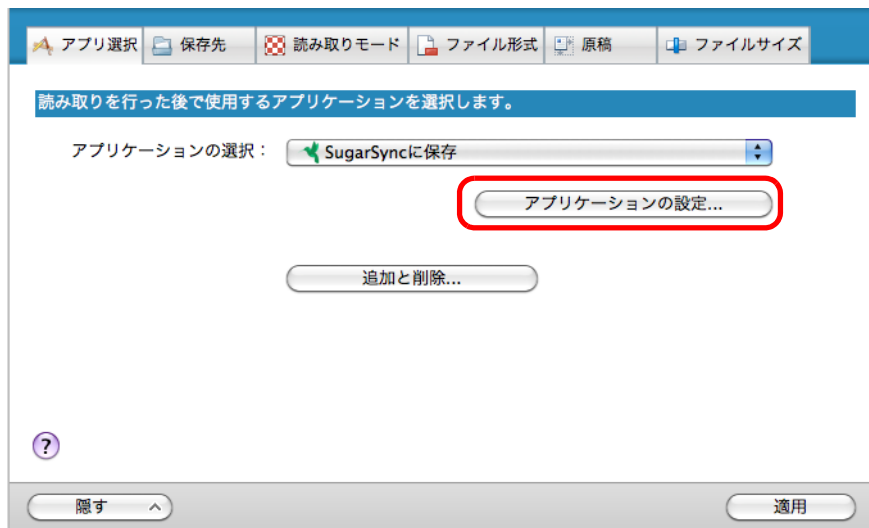 アプリ選択 保存先 読み取りモード ファイル形式 原稿 ファイルサイズ
読み取りを行った後で使用するアプリケーションを選択します。
アプリケーションの選択： SugarSyncに保存
アプリケーションの設定...
追加と削除...
?
隠す 適用